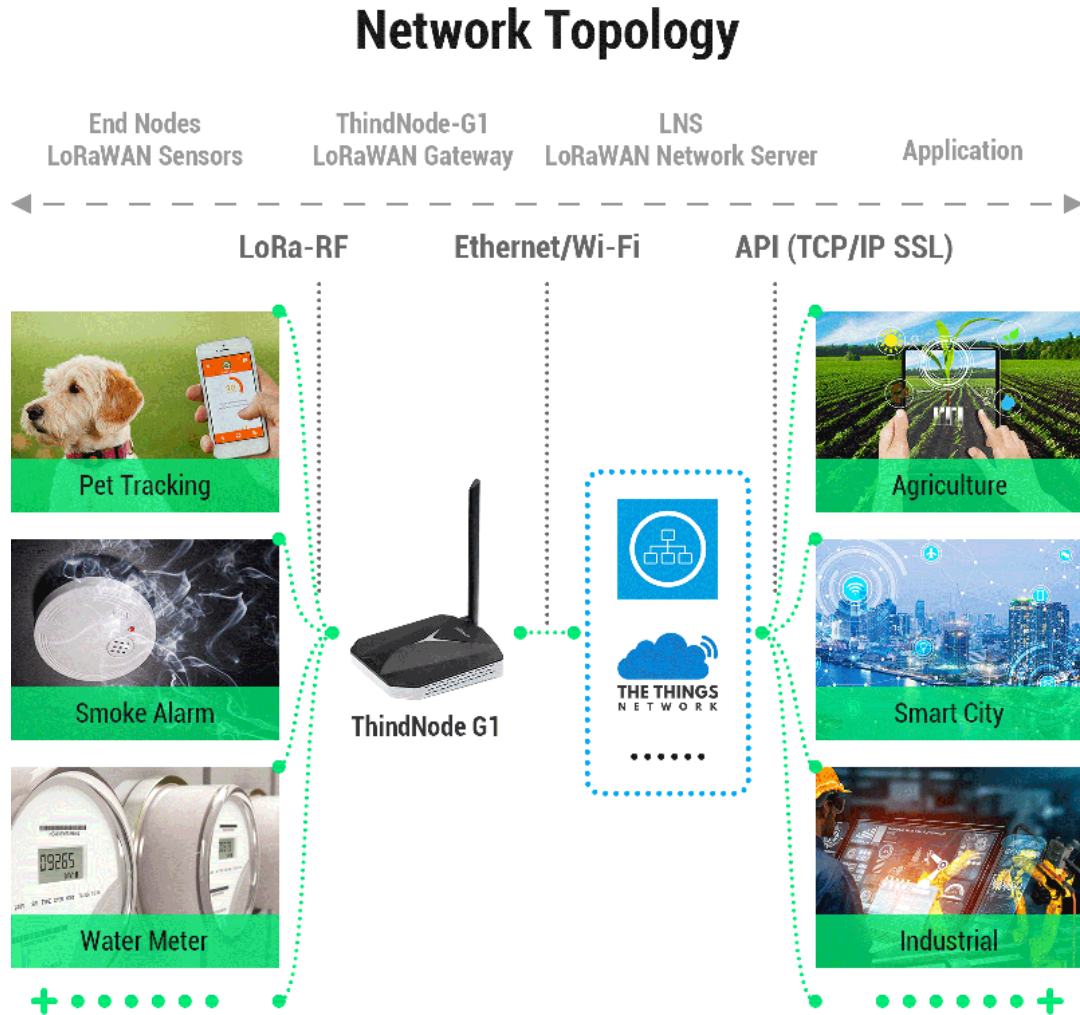 Network Topology
End Nodes
LoRaWAN Sensors
ThindNode-G1
LoRaWAN Gateway
LNS
LoRaWAN Network Server
Application
LoRa-RF
Ethernet/Wi-Fi
API (TCP/IP SSL)
Pet Tracking
Smoke Alarm
09265
Water Meter
ThindNode G1
THE THINGS
NETWORK
Agriculture
Smart City
Industrial